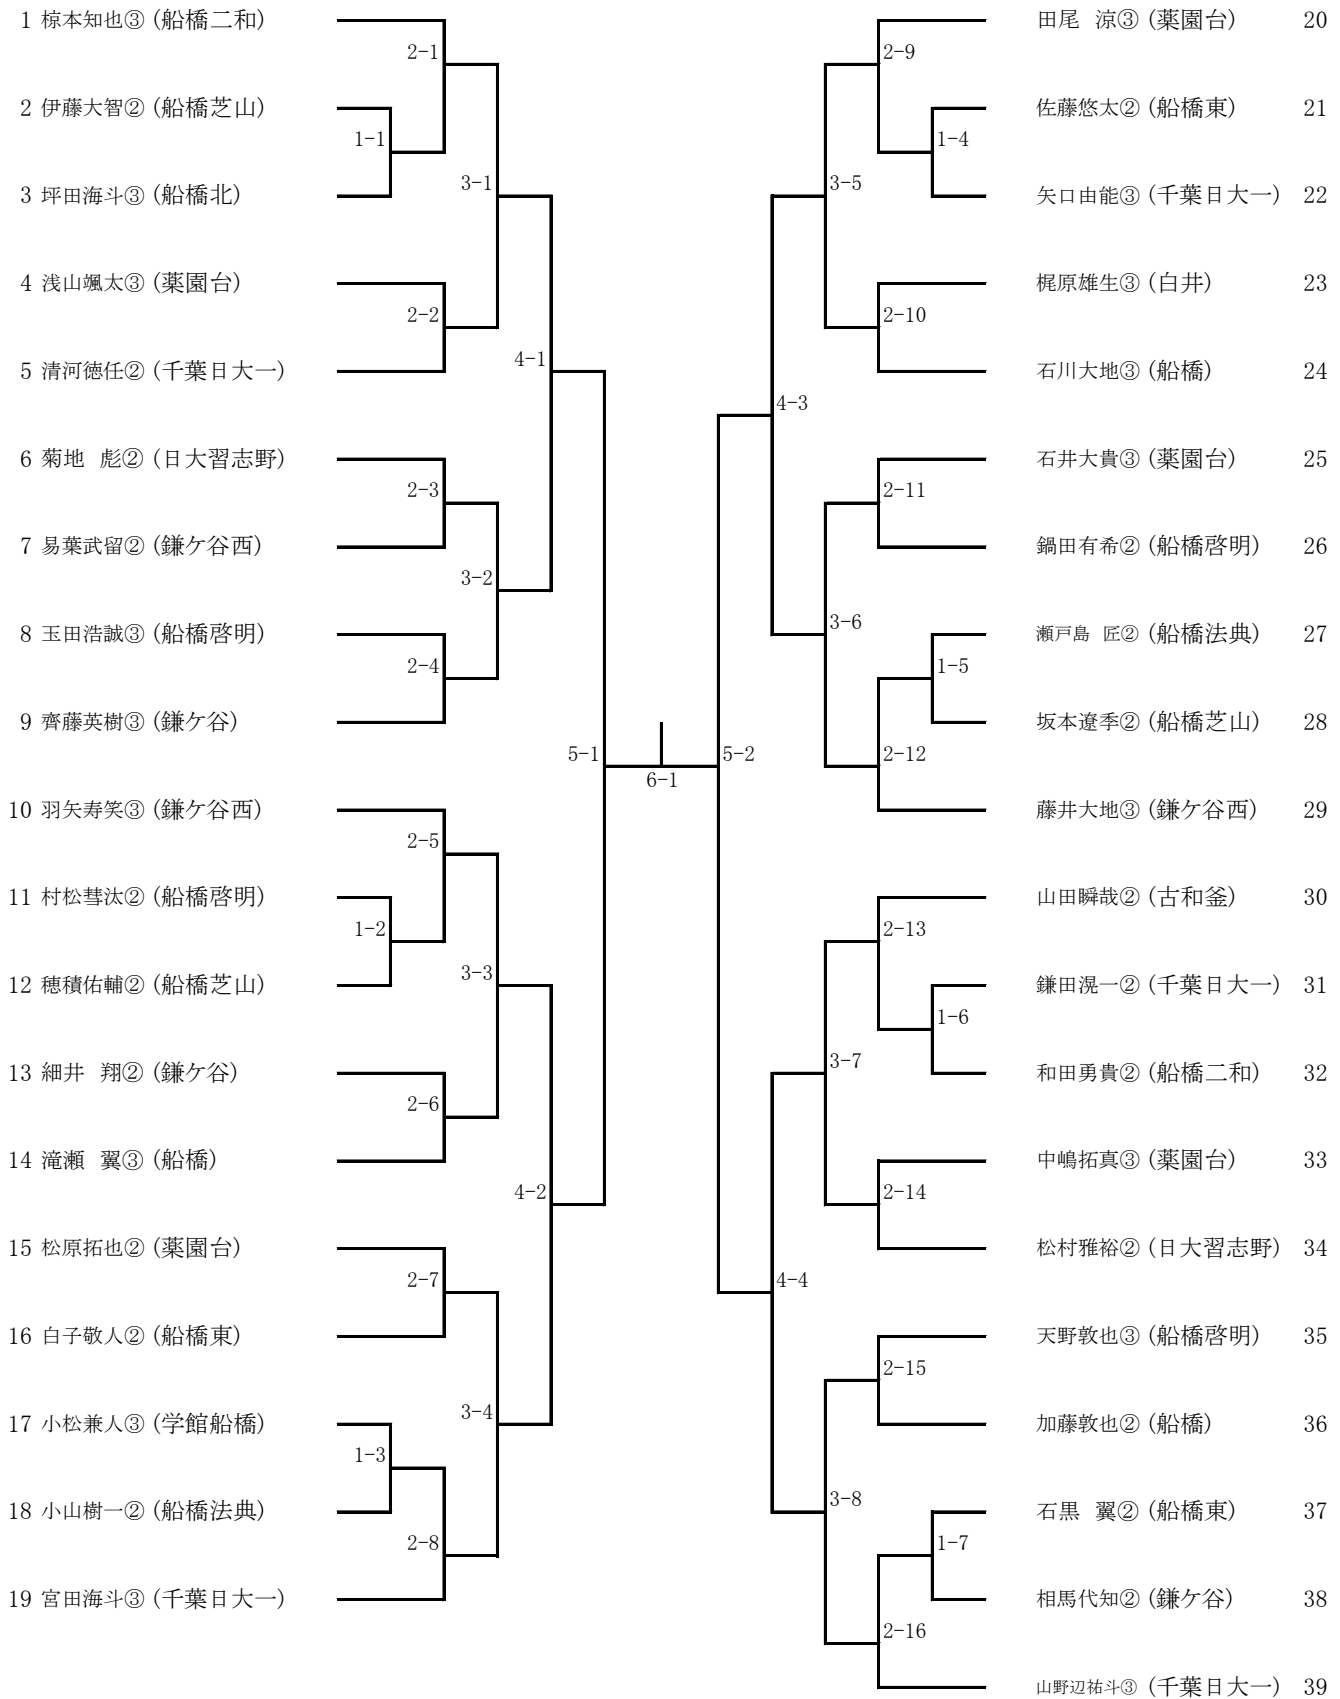 1 椋本知也③ (船橋二和)
2 伊藤大智② (船橋芝山)
3 坪田海斗③ (船橋北)
4 浅山颯太③ (薬園台)
5 清河徳任② (千葉日大一)
6 菊地 彪② (日大習志野)
7 易葉武留② (鎌ケ谷西)
8 玉田浩誠③ (船橋啓明)
9 齊藤英樹③ (鎌ケ谷)
10 羽矢寿笑③ (鎌ケ谷西)
11 村松彗汰② (船橋啓明)
12 穂積佑輔② (船橋芝山)
13 細井 翔② (鎌ケ谷)
14 滝瀬 翼③ (船橋)
15 松原拓也② (薬園台)
16 白子敬人② (船橋東)
17 小松兼人③ (学館船橋)
18 小山樹一② (船橋法典)
19 宮田海斗③ (千葉日大一)
2-1
1-1
3-1
2-2
4-1
2-3
3-2
2-4
5-1
2-5
1-2
3-3
2-6
4-2
2-7
3-4
1-3
2-8
6-1
2-9
1-4
3-5
2-10
4-3
2-11
3-6
1-5
2-12
5-2
2-13
1-6
3-7
2-14
4-4
2-15
3-8
1-7
2-16
田尾 涼③ (薬園台) 20
佐藤悠太② (船橋東) 21
矢口由能③ (千葉日大一) 22
梶原雄生③ (白井) 23
石川大地③ (船橋) 24
石井大貴③ (薬園台) 25
鍋田有希② (船橋啓明) 26
瀬戸島 匠② (船橋法典) 27
坂本遼季② (船橋芝山) 28
藤井大地③ (鎌ケ谷西) 29
山田瞬哉② (古和釜) 30
鎌田滉一② (千葉日大一) 31
和田勇貴② (船橋二和) 32
中嶋拓真③ (薬園台) 33
松村雅裕② (日大習志野) 34
天野敦也③ (船橋啓明) 35
加藤敦也② (船橋) 36
石黒 翼② (船橋東) 37
相馬代知② (鎌ケ谷) 38
山野辺祐斗③ (千葉日大一) 39